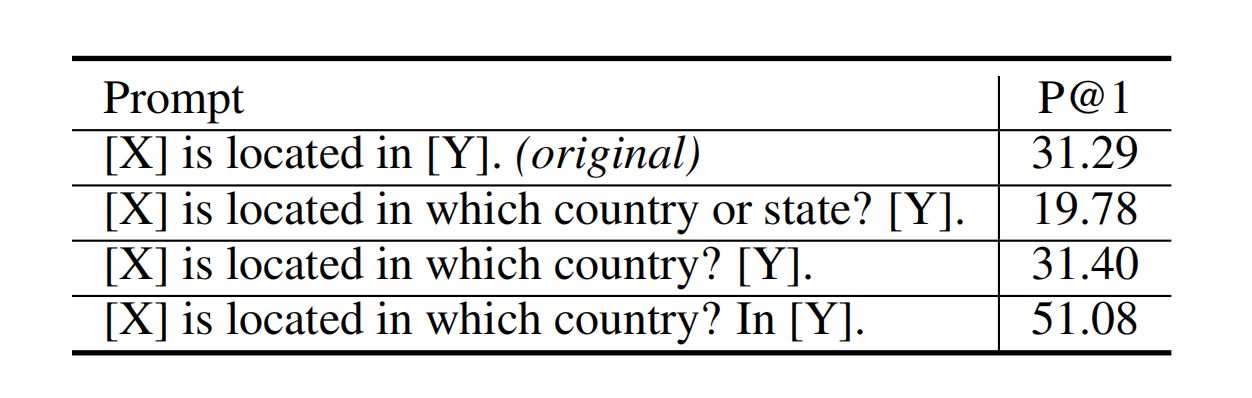 Prompt P@1
[X] is located in [Y]. (original) 31.29
[X] is located in which country or state? [Y]. 19.78
[X] is located in which country? [Y]. 31.40
[X] is located in which country? In [Y]. 51.08